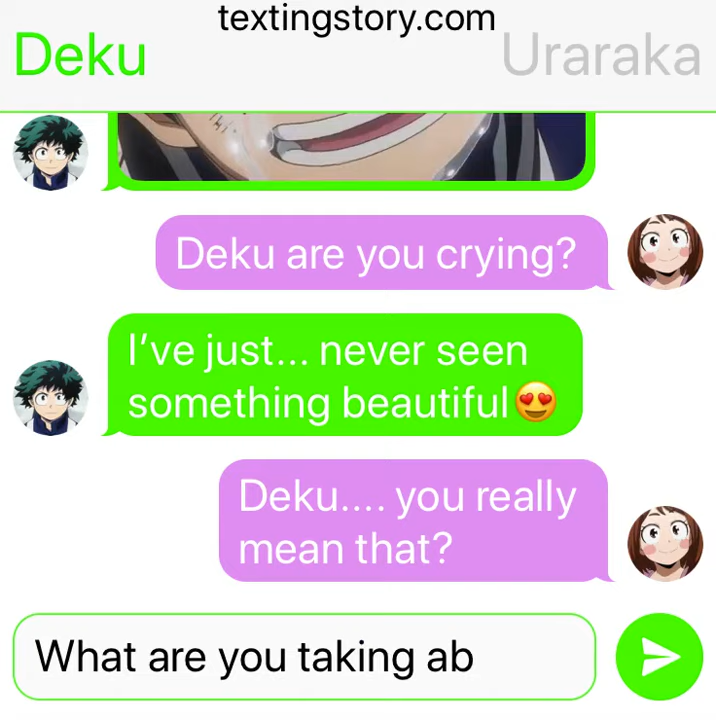 textingstory.com
Deku
Uraraka
Deku are you crying?
I've just... never seen
something beautiful😍
Deku.... you really
mean that?
What are you taking ab